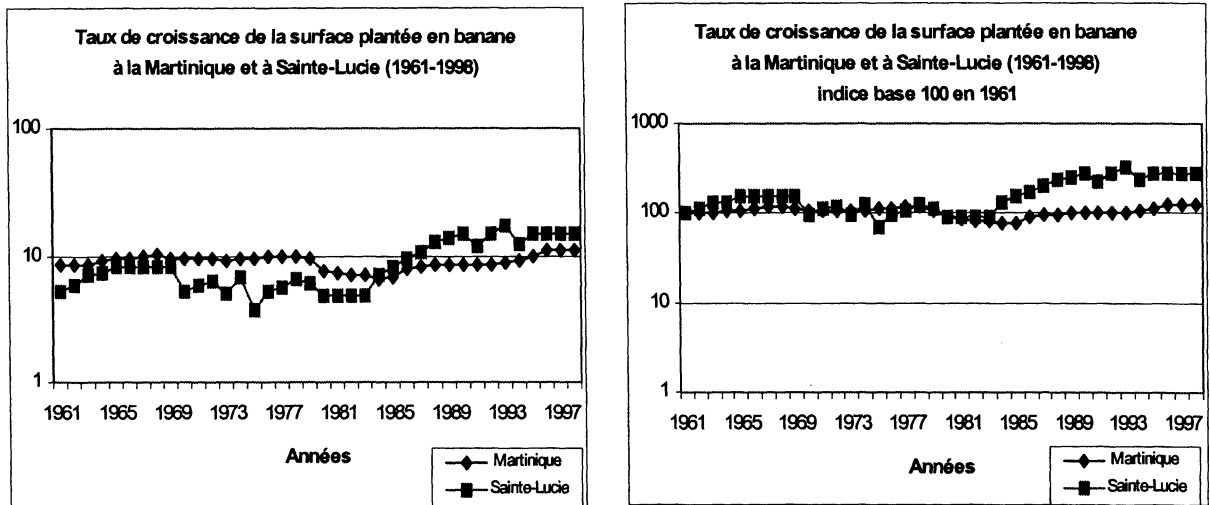 Taux de croissance de la surface plantée en banane
à la Martinique et à Sainte-Lucie (1961-1998)
100
10
1
1961 1965 1969 1973 1977 1981 1985 1989 1993 1997
Années
Martinique
Sainte-Lucie
Taux de croissance de la surface plantée en banane
à la Martinique et à Sainte-Lucie (1961-1998)
indice base 100 en 1961
1000
100
10
1
1961 1965 1969 1973 1977 1981 1985 1989 1993 1997
Années
Martinique
Sainte-Lucie